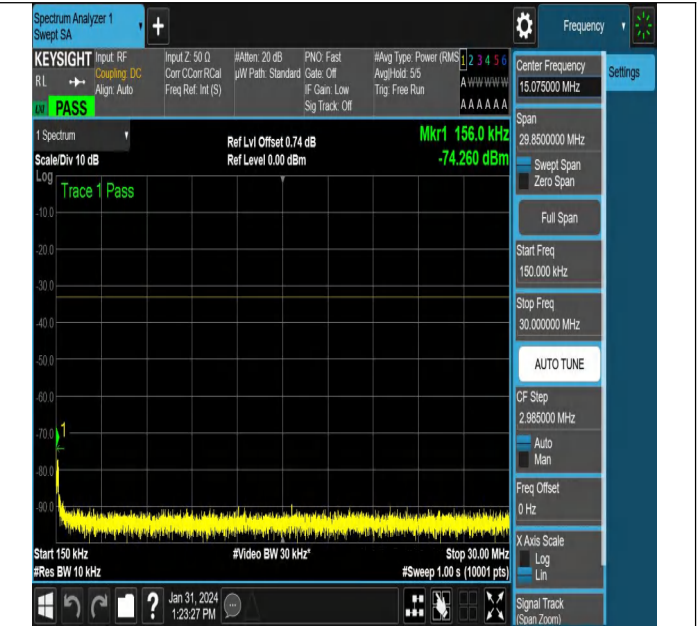 Spectrum Analyzer 1
Swept SA
+
Frequency
KEYSIGHT
RL
LXI PASS
Input: RF
Coupling: DC
Align: Auto
Input Z: 50 Ω
Corr CCorr RCal
Freq Ref: Int (S)
#Atten: 20 dB
µW Path: Standard
PNO: Fast
Gate: Off
IF Gain: Low
Sig Track: Off
#Avg Type: Power (RMS
Avg|Hold: 5/5
Trig: Free Run
1 2 3 4 5 6
A W W W W W
A A A A A A
1 Spectrum
Scale/Div 10 dB
Log
Ref Lvl Offset 0.74 dB
Ref Level 0.00 dBm
Mkr1 156.0 kHz
-74.260 dBm
Trace 1 Pass
-10.0
-20.0
-30.0
-40.0
-50.0
-60.0
-70.0
-80.0
-90.0
1
Start 150 kHz
#Res BW 10 kHz
#Video BW 30 kHz*
Stop 30.00 MHz
#Sweep 1.00 s (10001 pts)
?
Jan 31, 2024
1:23:27 PM
Center Frequency
15.075000 MHz
Settings
Span
29.8500000 MHz
Swept Span
Zero Span
Full Span
Start Freq
150.000 kHz
Stop Freq
30.000000 MHz
AUTO TUNE
CF Step
2.985000 MHz
Auto
Man
Freq Offset
0 Hz
X Axis Scale
Log
Lin
Signal Track
(Span Zoom)